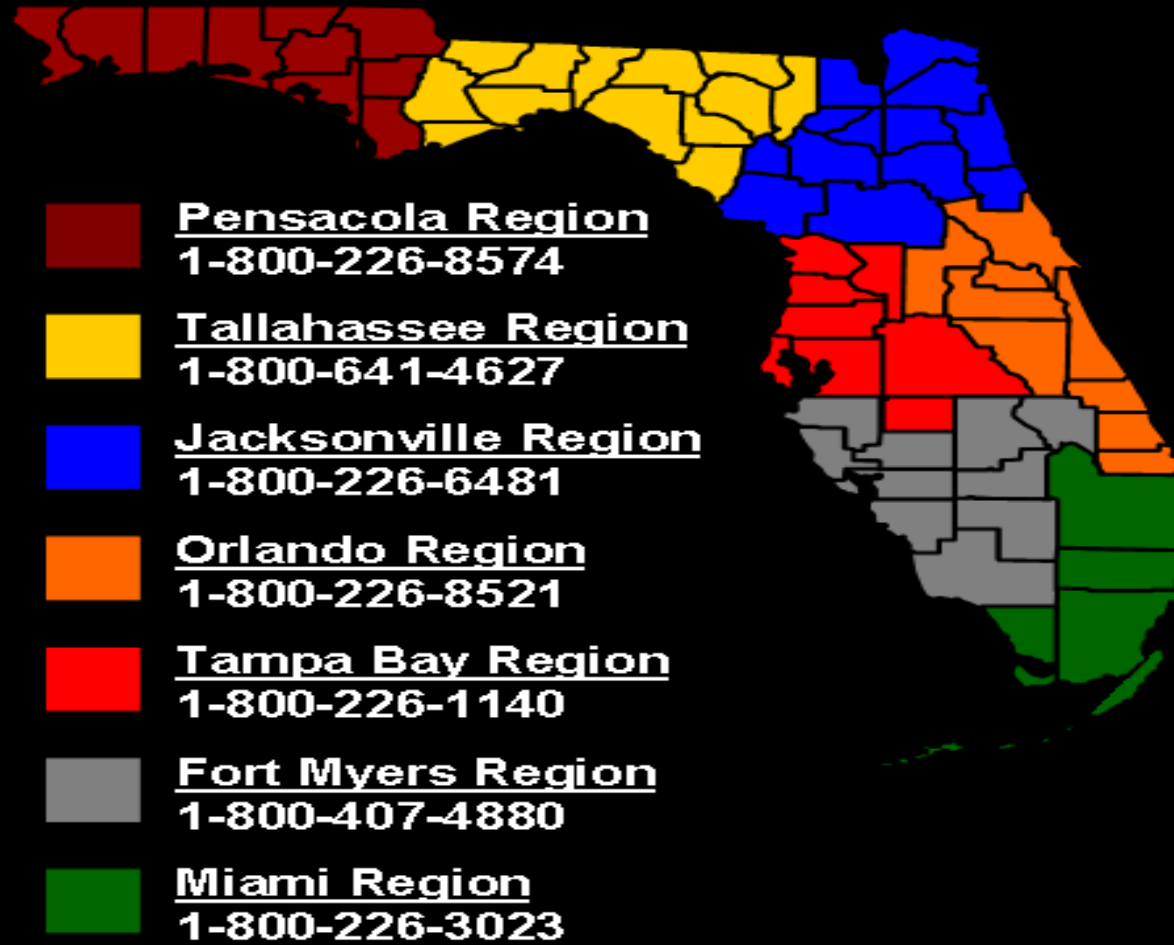 Pensacola Region
1-800-226-8574
Tallahassee Region
1-800-641-4627
Jacksonville Region
1-800-226-6481
Orlando Region
1-800-226-8521
Tampa Bay Region
1-800-226-1140
Fort Myers Region
1-800-407-4880
Miami Region
1-800-226-3023